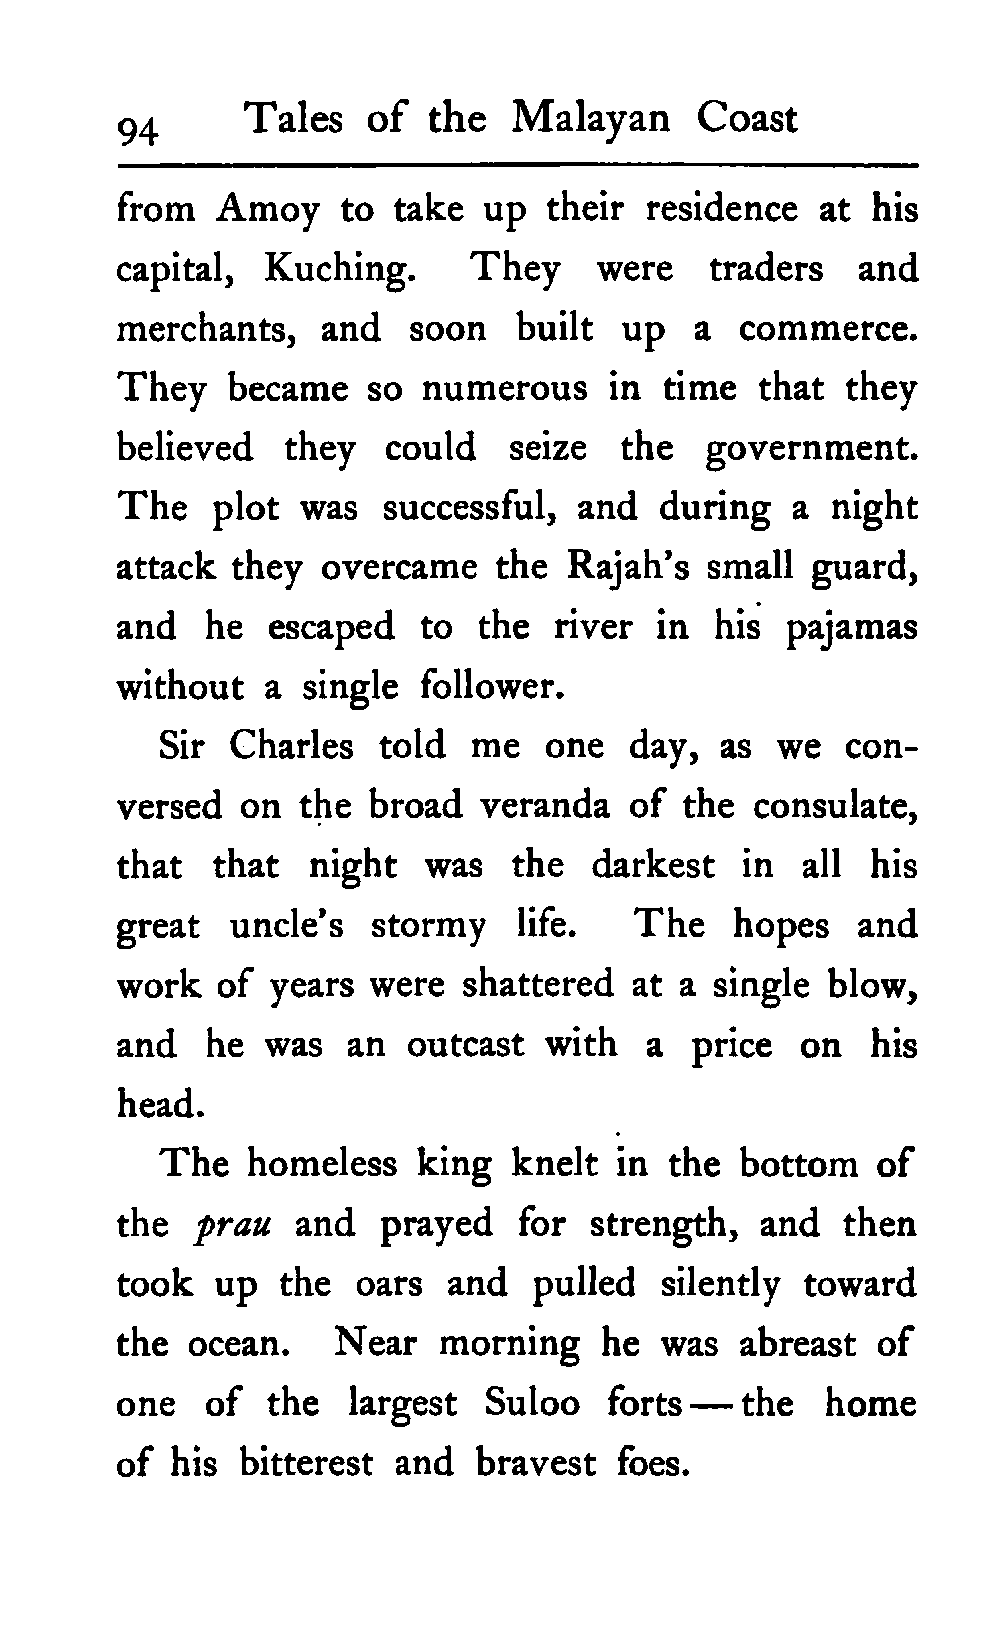 94 Tales of the Malayan Coast
from Amoy to take up their residence at his
capital, Kuching. They were traders and
merchants, and soon built up a commerce.
They became so numerous in time that they
believed they could seize the government.
The plot was successful, and during a night
attack they overcame the Rajah's small guard,
and he escaped to the river in his pajamas
without a single follower.
Sir Charles told me one day, as we con-
versed on the broad veranda of the consulate,
that that night was the darkest in all his
great uncle's stormy life. The hopes and
work of years were shattered at a single blow,
and he was an outcast with a price on his
head.
The homeless king knelt in the bottom of
the prau and prayed for strength, and then
took up the oars and pulled silently toward
the ocean. Near morning he was abreast of
one of the largest Suloo forts — the home
of his bitterest and bravest foes.